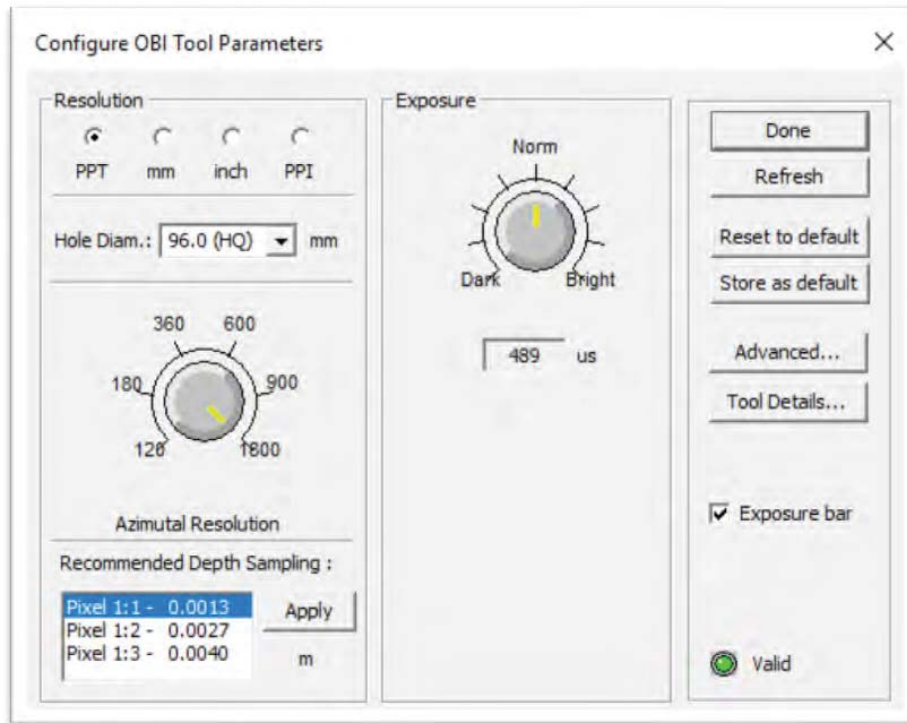 Configure OBI Tool Parameters
Resolution
PPT mm inch PPI
Hole Diam.: 96.0 (HQ) mm
360 600
180 900
120 1800
Azimutal Resolution
Recommended Depth Sampling :
Pixel 1:1 - 0.0013
Pixel 1:2 - 0.0027
Pixel 1:3 - 0.0040
Apply
m
Exposure
Norm
Dark Bright
489 us
Done
Refresh
Reset to default
Store as default
Advanced...
Tool Details...
Exposure bar
Valid